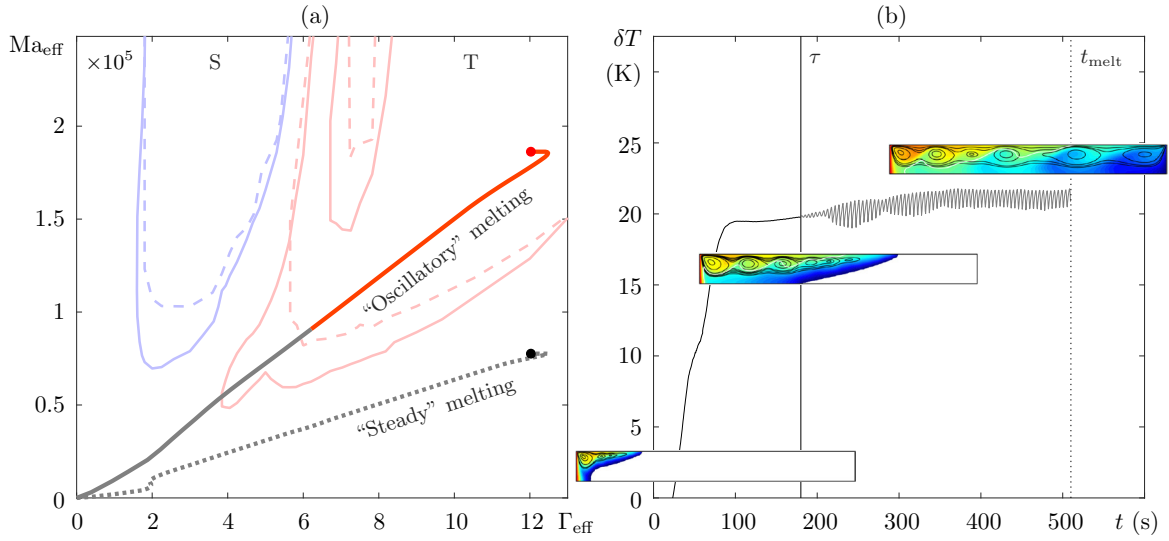 (a)
Ma_eff
×10^5
S
T
2
1.5
1
0.5
0
0
2
4
6
8
10
12
Γ_eff
"Oscillatory" melting
"Steady" melting
(b)
δT
(K)
τ
t_melt
25
20
15
10
5
0
0
100
200
300
400
500
t (s)